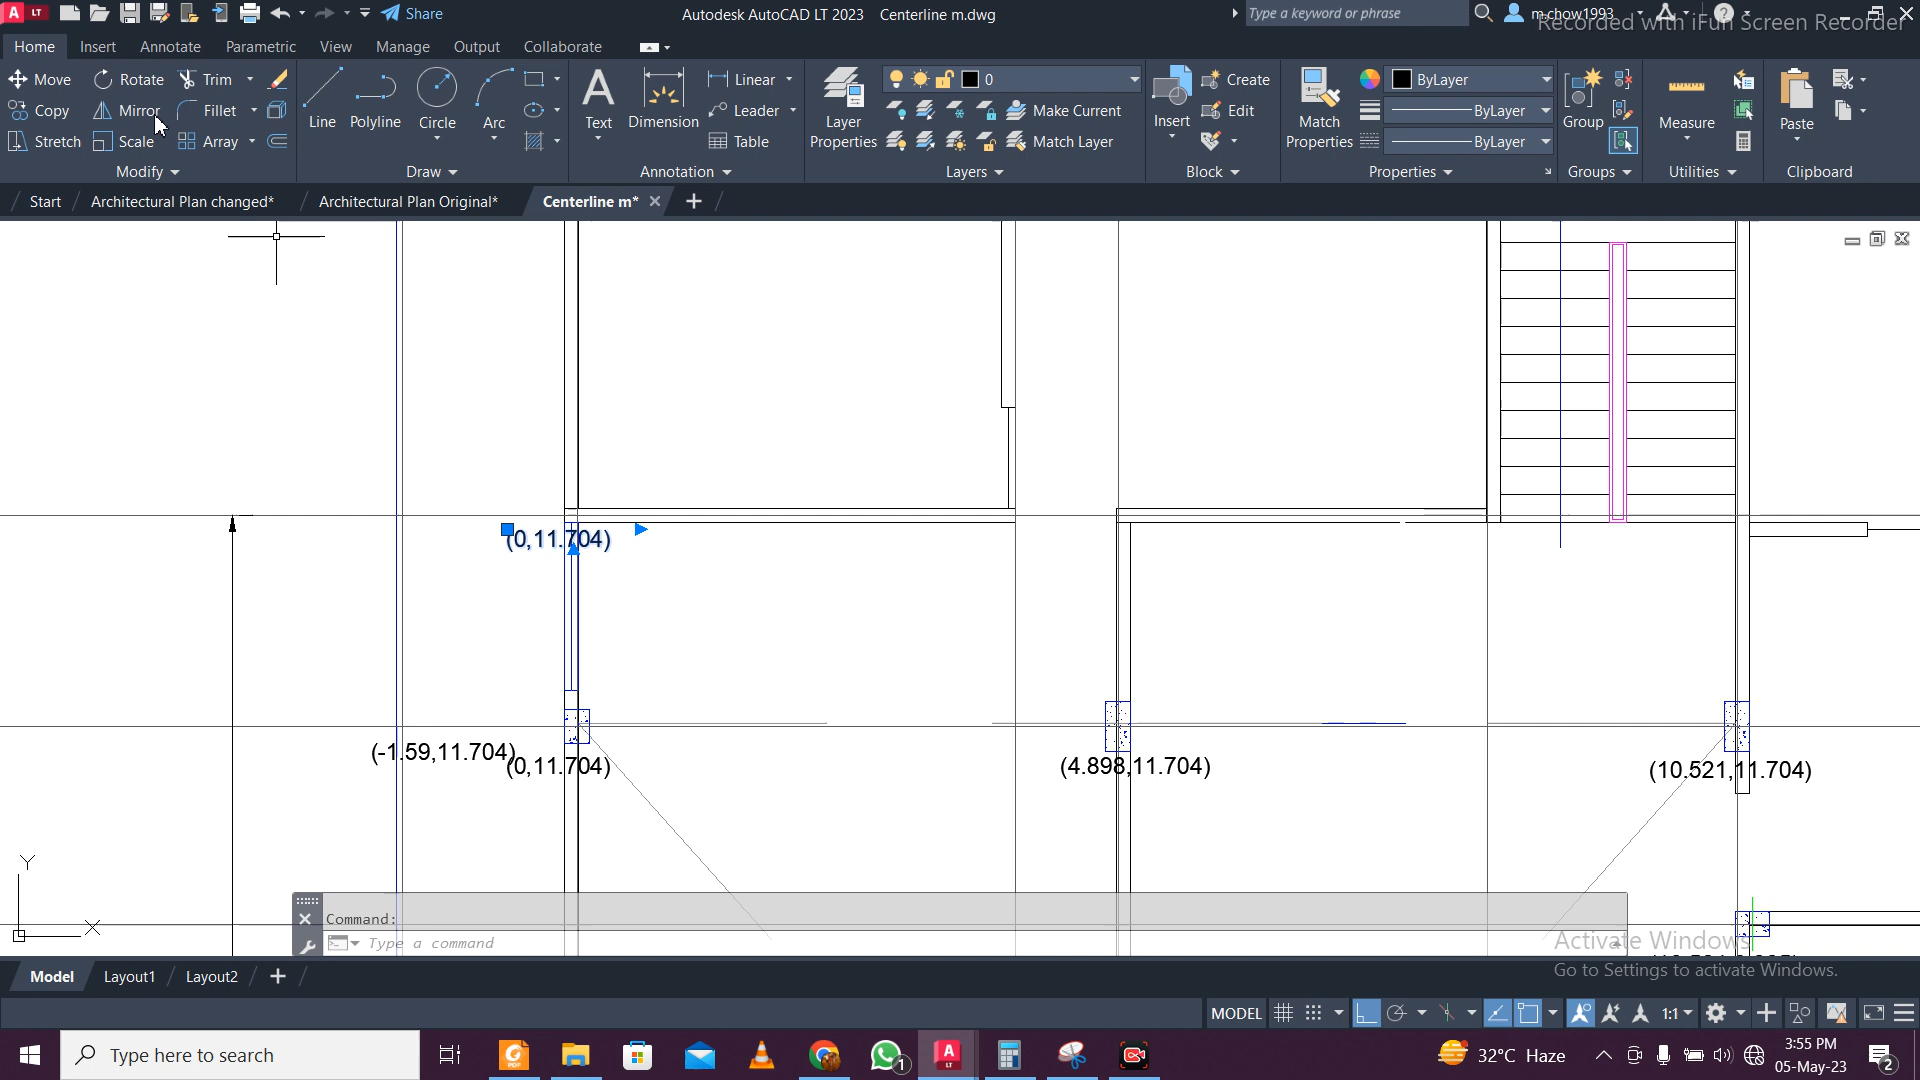 LT
Share
Autodesk AutoCAD LT 2023 Centerline m.dwg
Type a keyword or phrase
m.chow1993
Recorded with iFun Screen Recorder
Home Insert Annotate Parametric View Manage Output Collaborate
Move Rotate Trim
Copy Mirror Fillet
Stretch Scale Array
Modify
Line Polyline Circle Arc
Draw
Text Dimension
Linear
Leader
Table
Annotation
Layer Properties
0
Make Current
Match Layer
Layers
Insert
Create
Edit
Block
Match Properties
ByLayer
ByLayer
ByLayer
Properties
Group
Groups
Measure
Utilities
Paste
Clipboard
Start Architectural Plan changed* Architectural Plan Original* Centerline m*
(0,11.704)
(-1.59,11.704)
(0,11.704)
(4.898,11.704)
(10.521,11.704)
Y
X
Command:
Type a command
Activate Windows
Go to Settings to activate Windows.
Model Layout1 Layout2
MODEL
1:1
Type here to search
PDF
1
A
LT
32°C Haze
3:55 PM
05-May-23
2